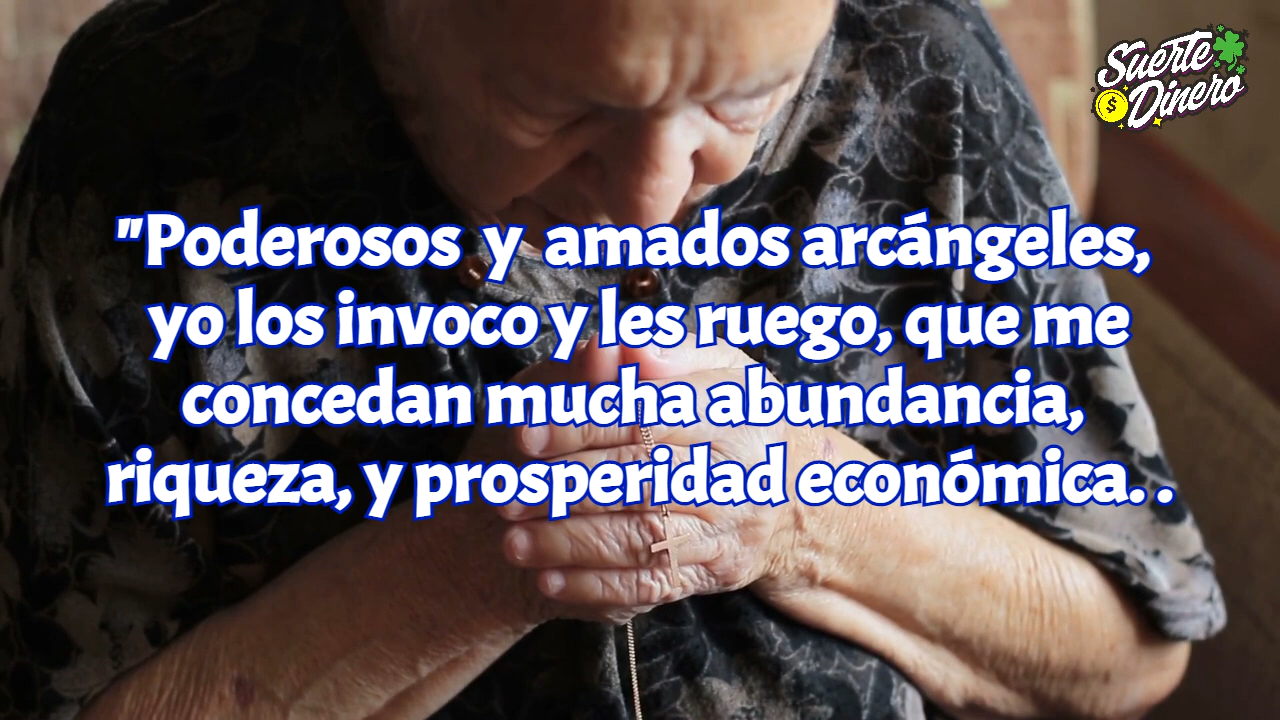 Suerte
Dinero
"Poderosos y amados arcángeles,
yo los invoco y les ruego, que me
concedan mucha abundancia,
riqueza, y prosperidad económica. .